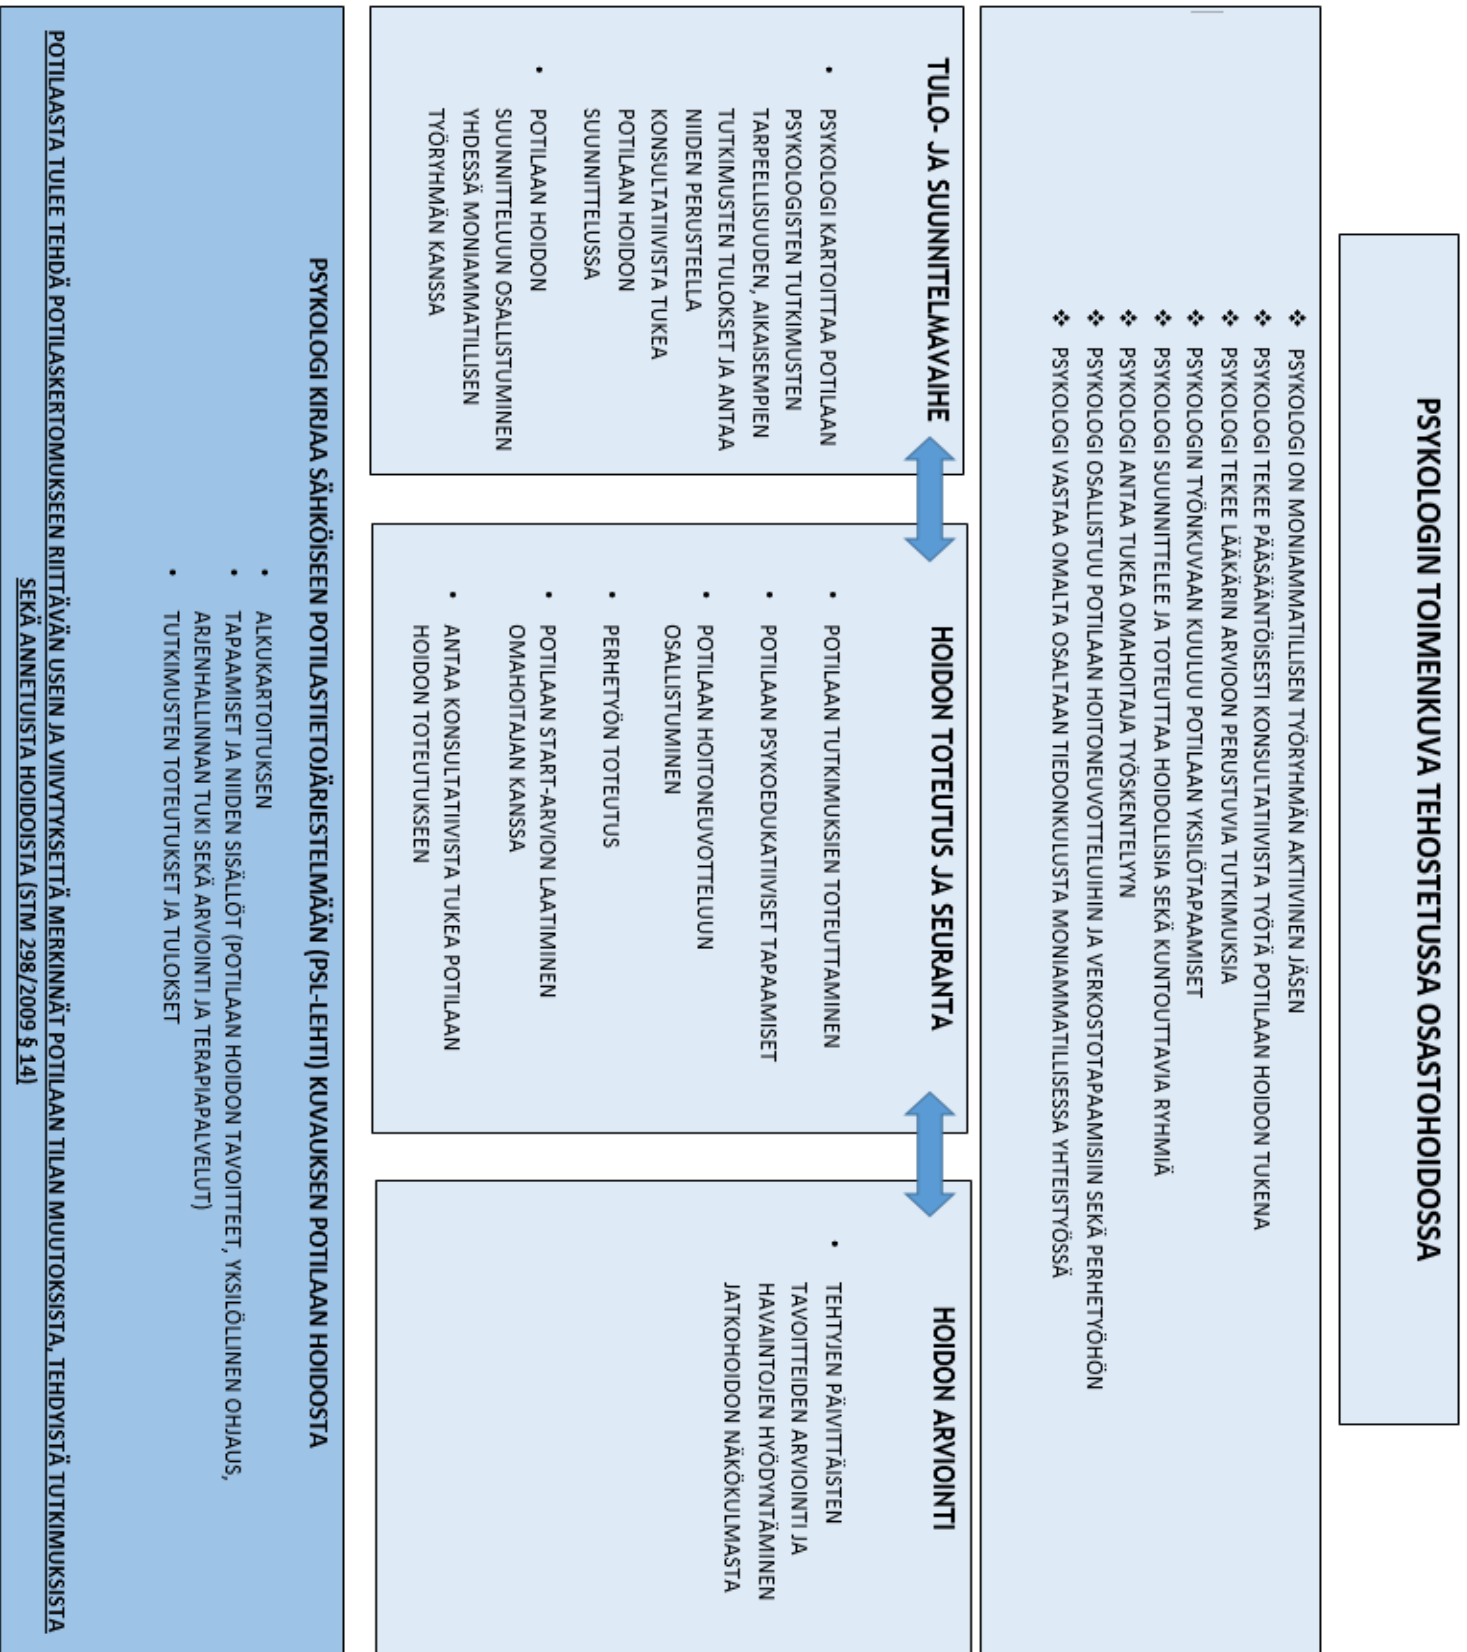 PSYKOLOGIN TOIMENKUVA TEHOSTETUSSA OSASTOHOIDOSSA
❖ PSYKOLOGI ON MONIAMMATILLISEN TYÖRYHMÄN AKTIIVINEN JÄSEN
❖ PSYKOLOGI TEKEE PÄÄSÄÄNTÖISESTI KONSULTATIIVISTA TYÖTÄ POTILAAN HOIDON TUKENA
❖ PSYKOLOGI TEKEE LÄÄKÄRIN ARVIOON PERUSTUVIA TUTKIMUKSIA
❖ PSYKOLOGIN TYÖNKUVAAN KUULUU POTILAAN YKSILÖTAPAAMISET
❖ PSYKOLOGI SUUNNITTELEE JA TOTEUTTAA HOIDOLLISIA SEKÄ KUNTOUTTAVIA RYHMIÄ
❖ PSYKOLOGI ANTAA TUKEA OMAHOITAJA TYÖSKENTELYYN
❖ PSYKOLOGI OSALLISTUU POTILAAN HOITONEUVOTTELUIHIN JA VERKOSTOTAPAAMISIIN SEKÄ PERHETYÖHÖN
❖ PSYKOLOGI VASTAA OMALTA OSALTAAN TIEDONKULUSTA MONIAMMATILLISESSA YHTEISTYÖSSÄ
TULO- JA SUUNNITELMAVAIHE
• PSYKOLOGI KARTOITTAA POTILAAN
PSYKOLOGISTEN TUTKIMUSTEN
TARPEELLISUUDEN, AIKAISEMPIEN
TUTKIMUSTEN TULOKSET JA ANTAA
NIIDEN PERUSTEELLA
KONSULTATIIVISTA TUKEA
POTILAAN HOIDON
SUUNNITTELUSSA
• POTILAAN HOIDON
SUUNNITTELUUN OSALLISTUMINEN
YHDESSÄ MONIAMMATILLISEN
TYÖRYHMÄN KANSSA
HOIDON TOTEUTUS JA SEURANTA
• POTILAAN TUTKIMUKSIEN TOTEUTTAMINEN
• POTILAAN PSYKOEDUKATIIVISET TAPAAMISET
• POTILAAN HOITONEUVOTTELUUN
OSALLISTUMINEN
• PERHETYÖN TOTEUTUS
• POTILAAN START-ARVION LAATIMINEN
OMAHOITAJAN KANSSA
• ANTAA KONSULTATIIVISTA TUKEA POTILAAN
HOIDON TOTEUTUKSEEN
HOIDON ARVIOINTI
• TEHTYJEN PÄIVITTÄISTEN
TAVOITTEIDEN ARVIOINTI JA
HAVAINTOJEN HYÖDYNTÄMINEN
JATKOHOIDON NÄKÖKULMASTA
PSYKOLOGI KIRJAA SÄHKÖISEEN POTILASTIETOJÄRJESTELMÄÄN (PSL-LEHTI) KUVAUKSEN POTILAAN HOIDOSTA
• ALKUKARTOITUKSEN
• TAPAAMISET JA NIIDEN SISÄLLÖT (POTILAAN HOIDON TAVOITTEET, YKSILÖLLINEN OHJAUS,
ARJENHALLINNAN TUKI SEKÄ ARVIOINTI JA TERAPIAPALVELUT)
• TUTKIMUSTEN TOTEUTUKSET JA TULOKSET
POTILAASTA TULEE TEHDÄ POTILASKERTOMUKSEEN RIITTÄVÄN USEIN JA VIIVYTYKSETTÄ MERKINNÄT POTILAAN TILAN MUUTOKSISTA, TEHDYISTÄ TUTKIMUKSISTA
SEKÄ ANNETUISTA HOIDOISTA (STM 298/2009 § 14)